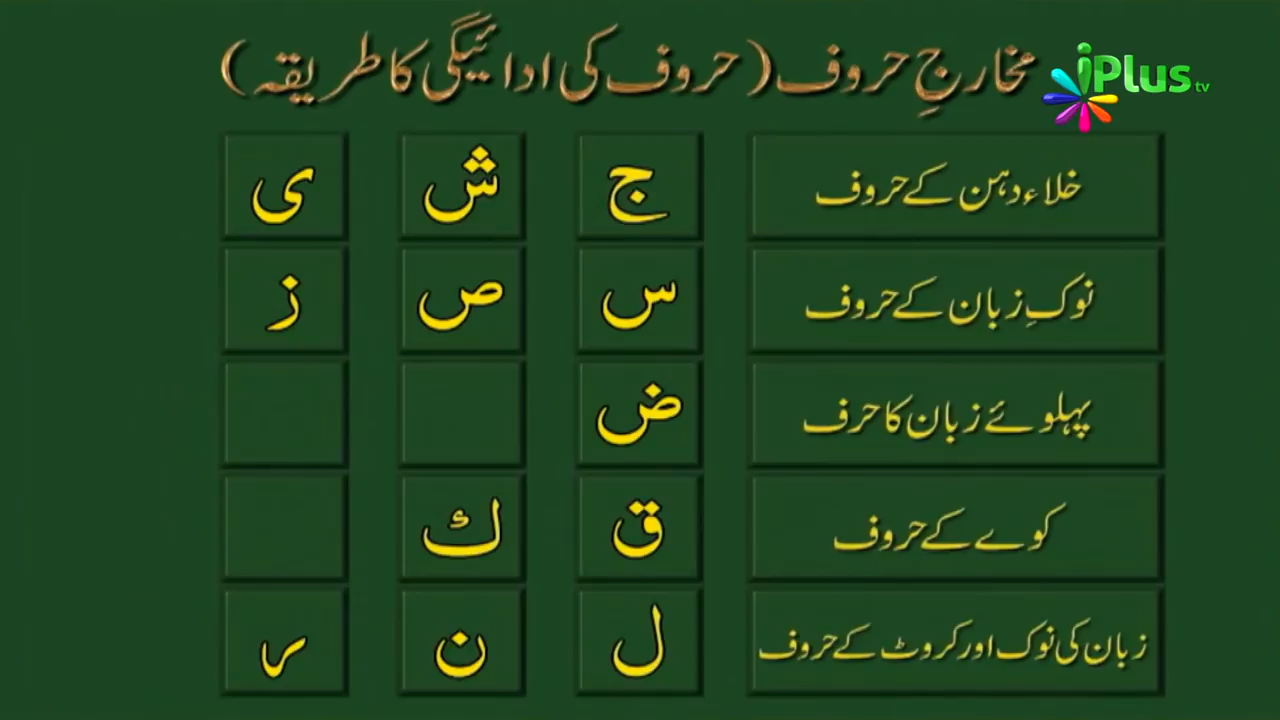 مخارجِ حروف (حروف کی ادائیگی کا طریقہ)
iPlus tv
خلاء دہن کے حروف ج ش ی
نوکِ زبان کے حروف س ص ز
پہلوئے زبان کا حرف ض
کوے کے حروف ق ك
زبان کی نوک اور کروٹ کے حروف ل ن ر